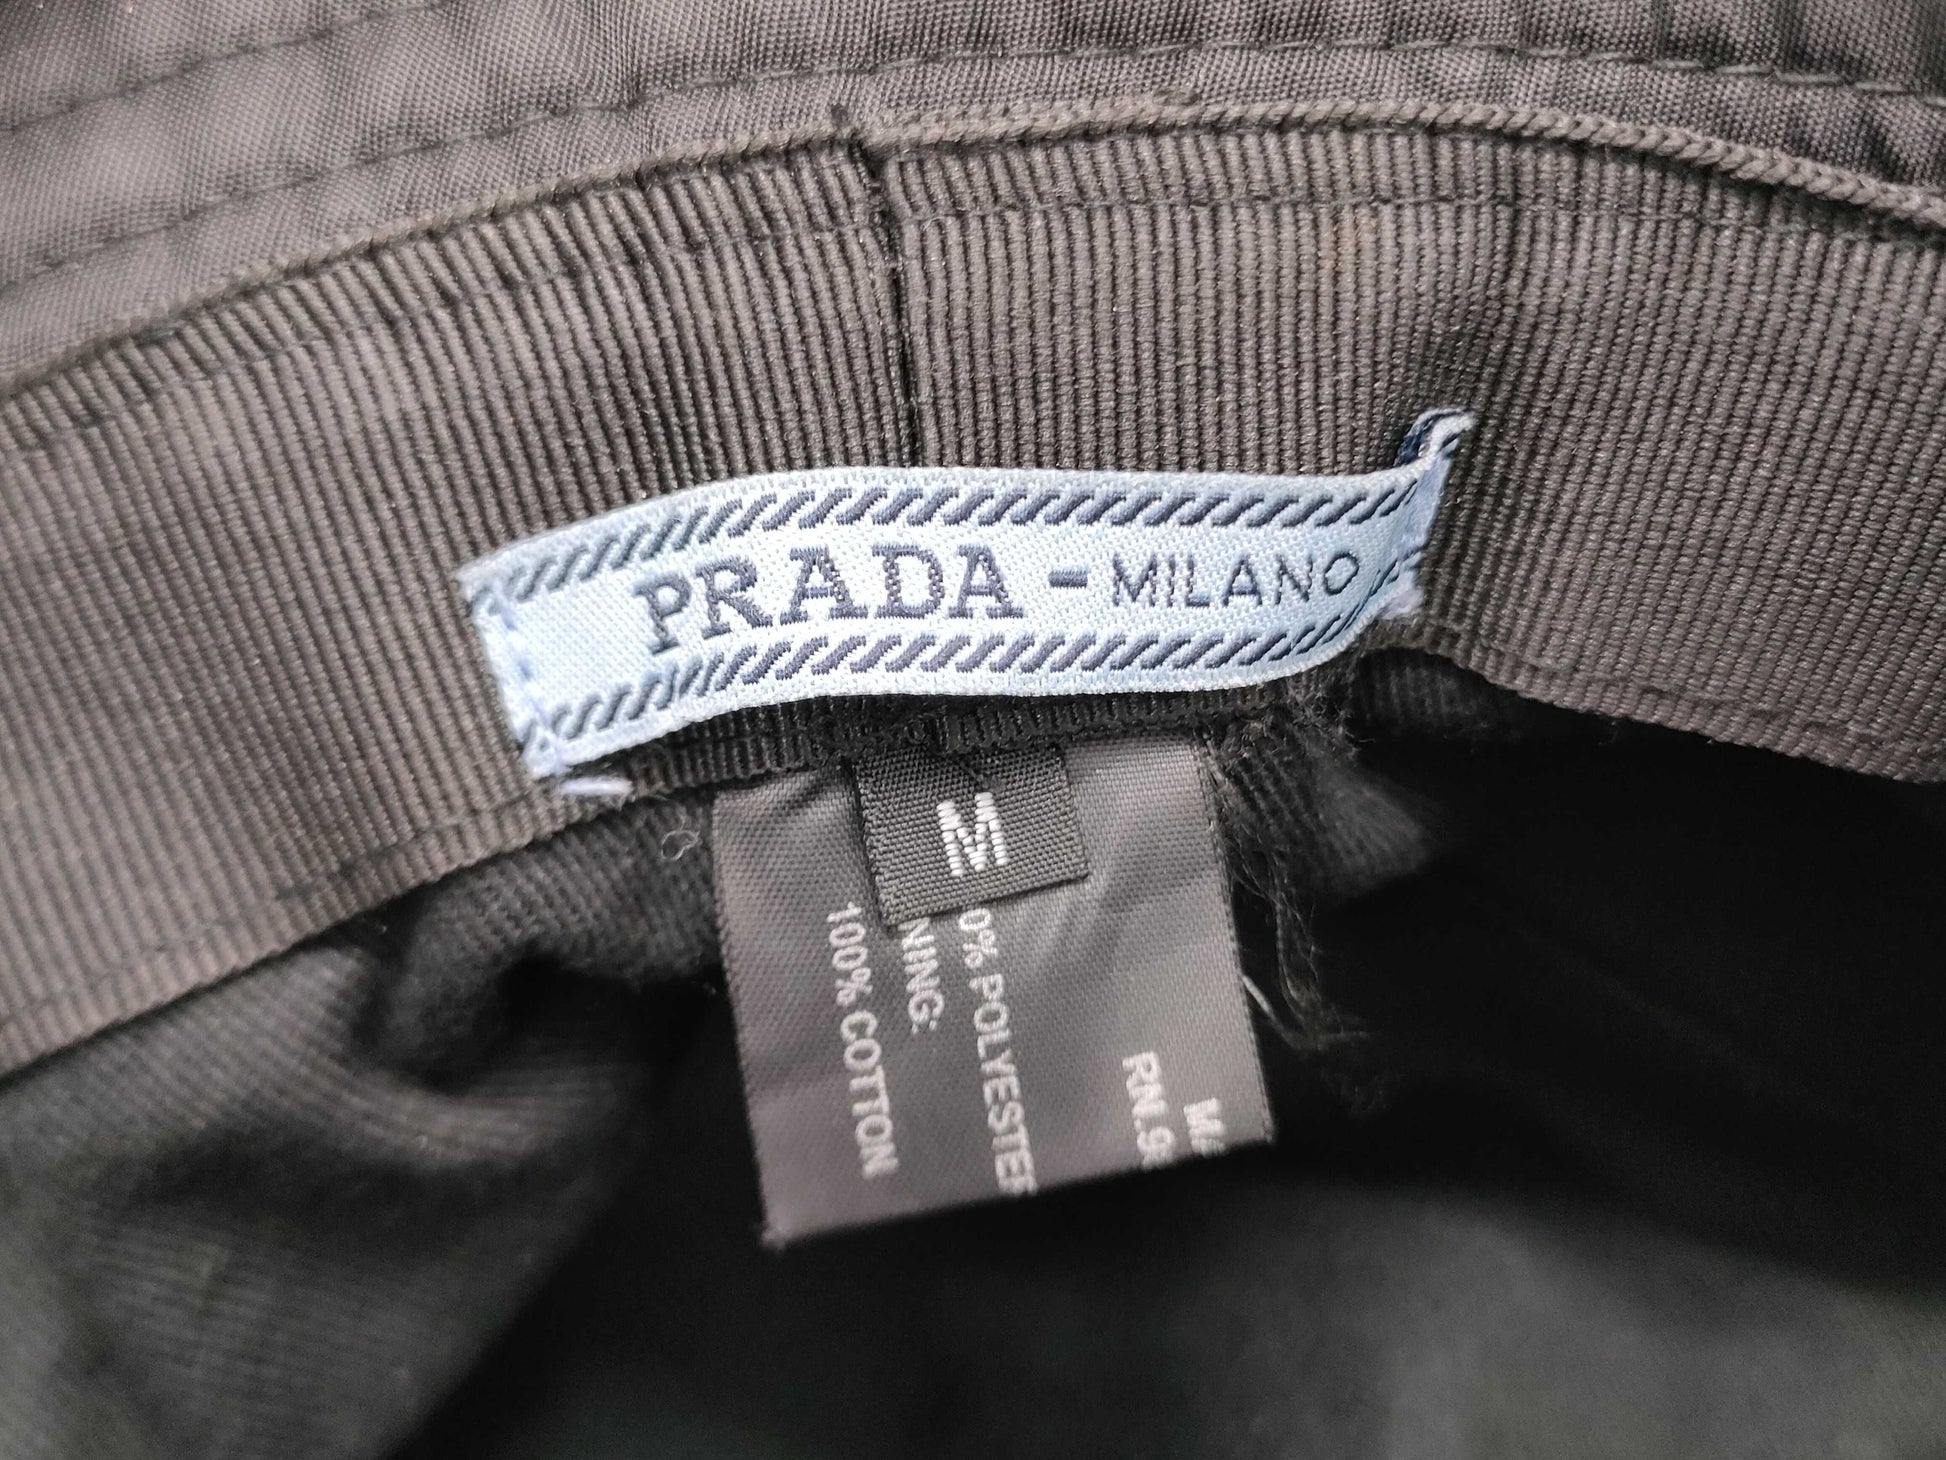 PRADA - MILANO
M
0% POLYESTER
NING:
100% COTTON
RN.9